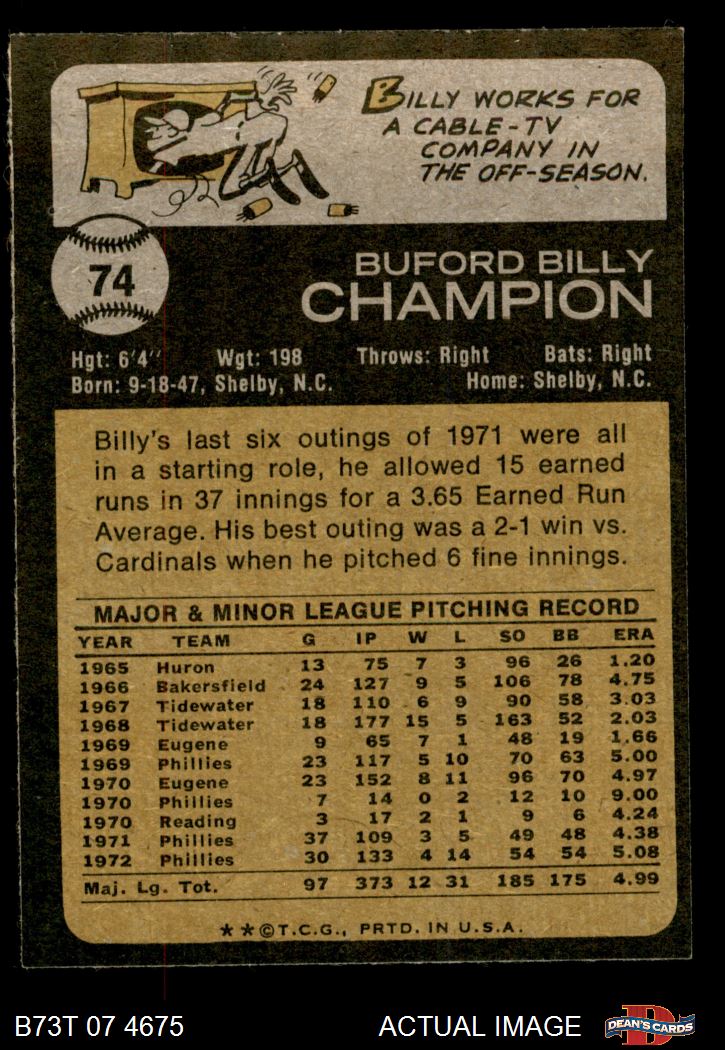 BILLY WORKS FOR
A CABLE-TV
COMPANY IN
THE OFF-SEASON.
74
BUFORD BILLY
CHAMPION
Hgt: 6'4" Wgt: 198 Throws: Right Bats: Right
Born: 9-18-47, Shelby, N.C. Home: Shelby, N.C.
Billy's last six outings of 1971 were all
in a starting role, he allowed 15 earned
runs in 37 innings for a 3.65 Earned Run
Average. His best outing was a 2-1 win vs.
Cardinals when he pitched 6 fine innings.
MAJOR & MINOR LEAGUE PITCHING RECORD
YEAR TEAM G IP W L SO BB ERA
1965 Huron 13 75 7 3 96 26 1.20
1966 Bakersfield 24 127 9 5 106 78 4.75
1967 Tidewater 18 110 6 9 90 58 3.03
1968 Tidewater 18 177 15 5 163 52 2.03
1969 Eugene 9 65 7 1 48 19 1.66
1969 Phillies 23 117 5 10 70 63 5.00
1970 Eugene 23 152 8 11 96 70 4.97
1970 Phillies 7 14 0 2 12 10 9.00
1970 Reading 3 17 2 1 9 6 4.24
1971 Phillies 37 109 3 5 49 48 4.38
1972 Phillies 30 133 4 14 54 54 5.08
Maj. Lg. Tot. 97 373 12 31 185 175 4.99
★★©T.C.G., PRTD. IN U.S.A.
B73T 07 4675 ACTUAL IMAGE D DEAN'S CARDS